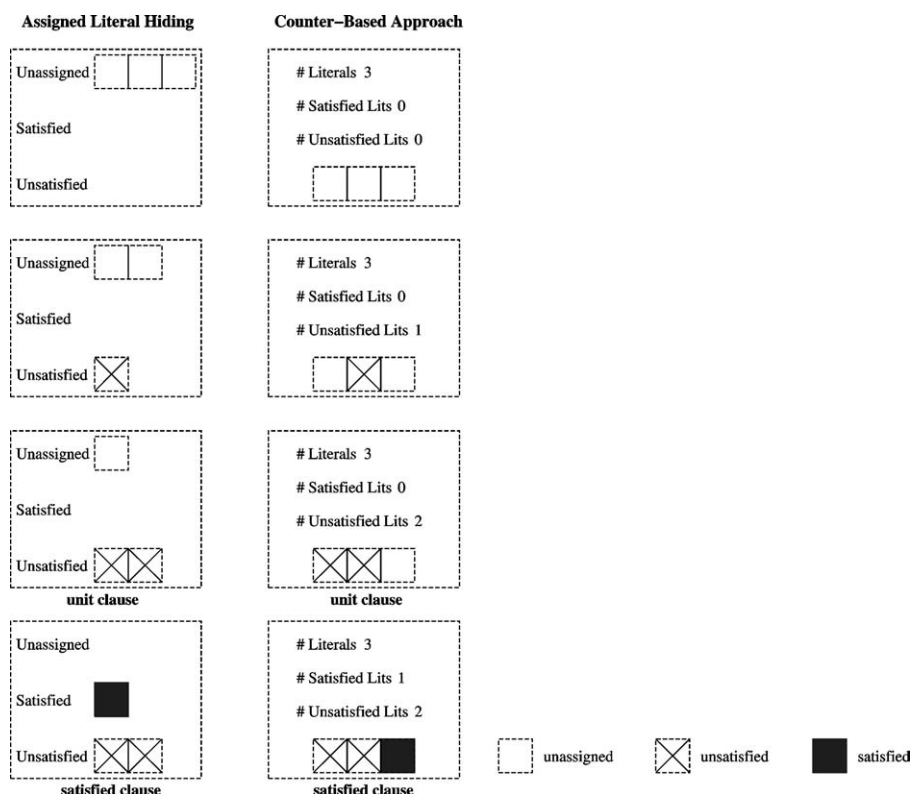 Assigned Literal Hiding
Counter-Based Approach
Unassigned
Satisfied
Unsatisfied
# Literals 3
# Satisfied Lits 0
# Unsatisfied Lits 0
Unassigned
Satisfied
Unsatisfied
# Literals 3
# Satisfied Lits 0
# Unsatisfied Lits 1
Unassigned
Satisfied
Unsatisfied
unit clause
# Literals 3
# Satisfied Lits 0
# Unsatisfied Lits 2
unit clause
Unassigned
Satisfied
Unsatisfied
satisfied clause
# Literals 3
# Satisfied Lits 1
# Unsatisfied Lits 2
satisfied clause
unassigned
unsatisfied
satisfied